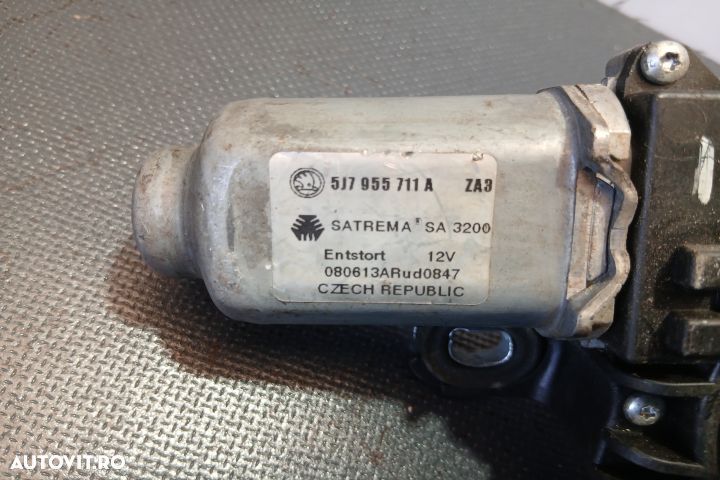 5J7 955 711 A ZA3
SATREMA® SA 3200
Entstort 12V
080613ARud0847
CZECH REPUBLIC
AUTOVIT.RO